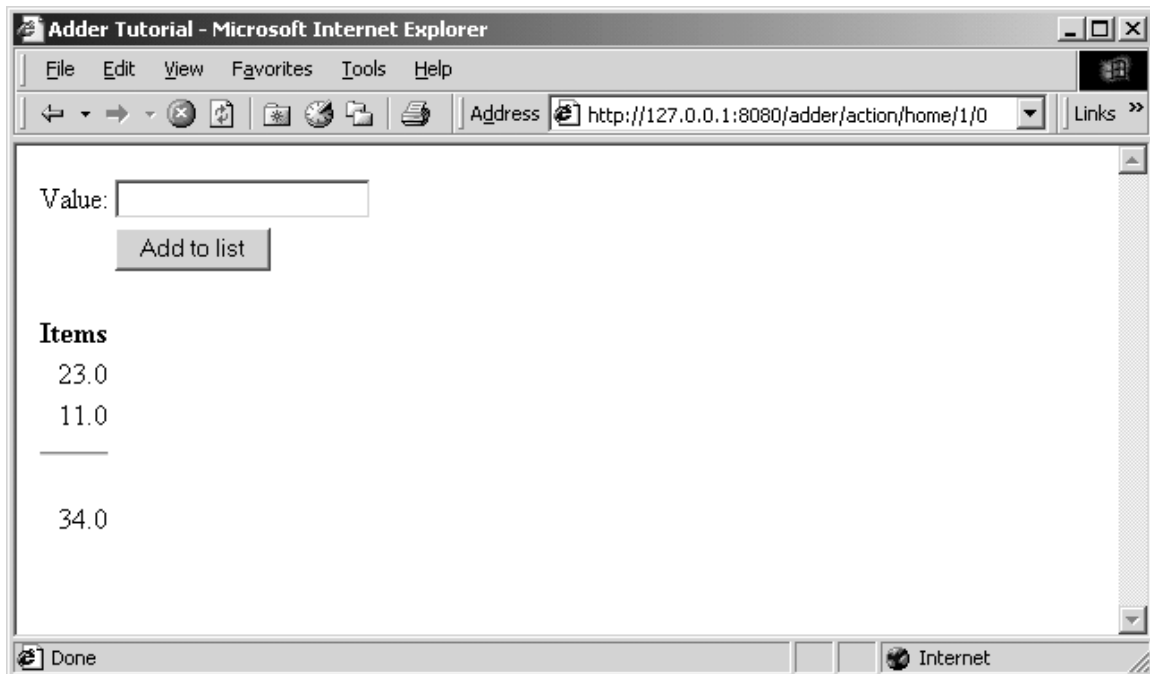 Adder Tutorial - Microsoft Internet Explorer
File Edit View Favorites Tools Help
Address http://127.0.0.1:8080/adder/action/home/1/0 Links »
Value:
Add to list
Items
23.0
11.0
34.0
Done Internet